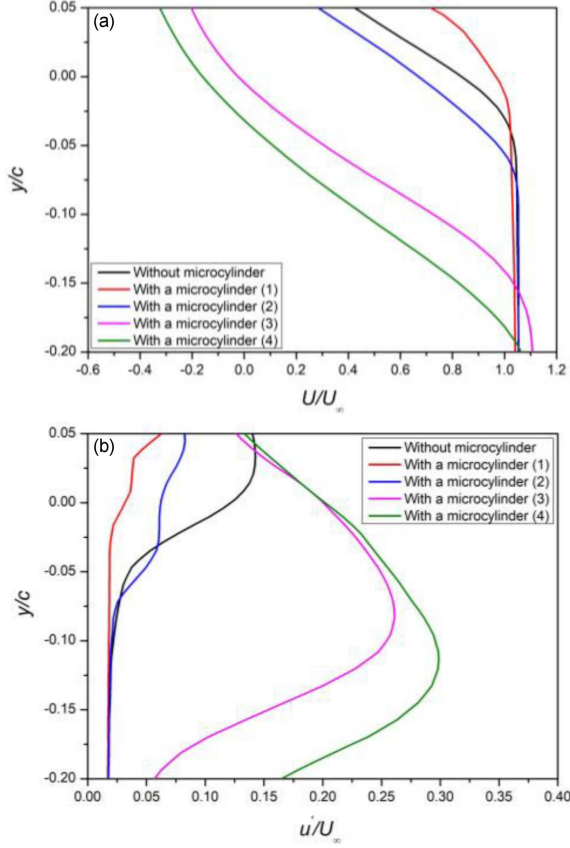 (a)
0.05
0.00
-0.05
-0.10
-0.15
-0.20
y/c
Without microcylinder
With a microcylinder (1)
With a microcylinder (2)
With a microcylinder (3)
With a microcylinder (4)
-0.6 -0.4 -0.2 0.0 0.2 0.4 0.6 0.8 1.0 1.2
U/U∞
(b)
0.05
0.00
-0.05
-0.10
-0.15
-0.20
y/c
Without microcylinder
With a microcylinder (1)
With a microcylinder (2)
With a microcylinder (3)
With a microcylinder (4)
0.00 0.05 0.10 0.15 0.20 0.25 0.30 0.35 0.40
u'/U∞